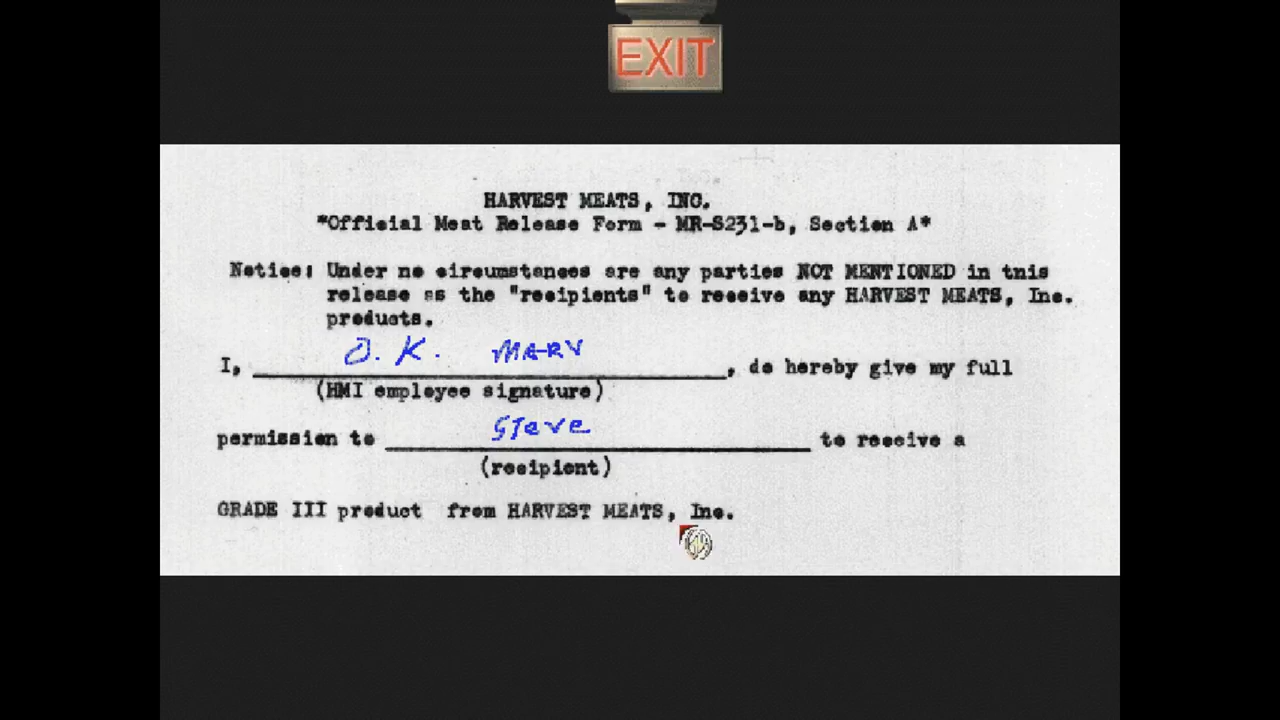 EXIT
HARVEST MEATS, INC.
*Official Meat Release Form - MR-S231-b, Section A*
Notice: Under no circumstances are any parties NOT MENTIONED in this
release as the "recipients" to receive any HARVEST MEATS, Inc.
products.
I, O. K. MARV, do hereby give my full
(HMI employee signature)
permission to Steve to receive a
(recipient)
GRADE III product from HARVEST MEATS, Inc.